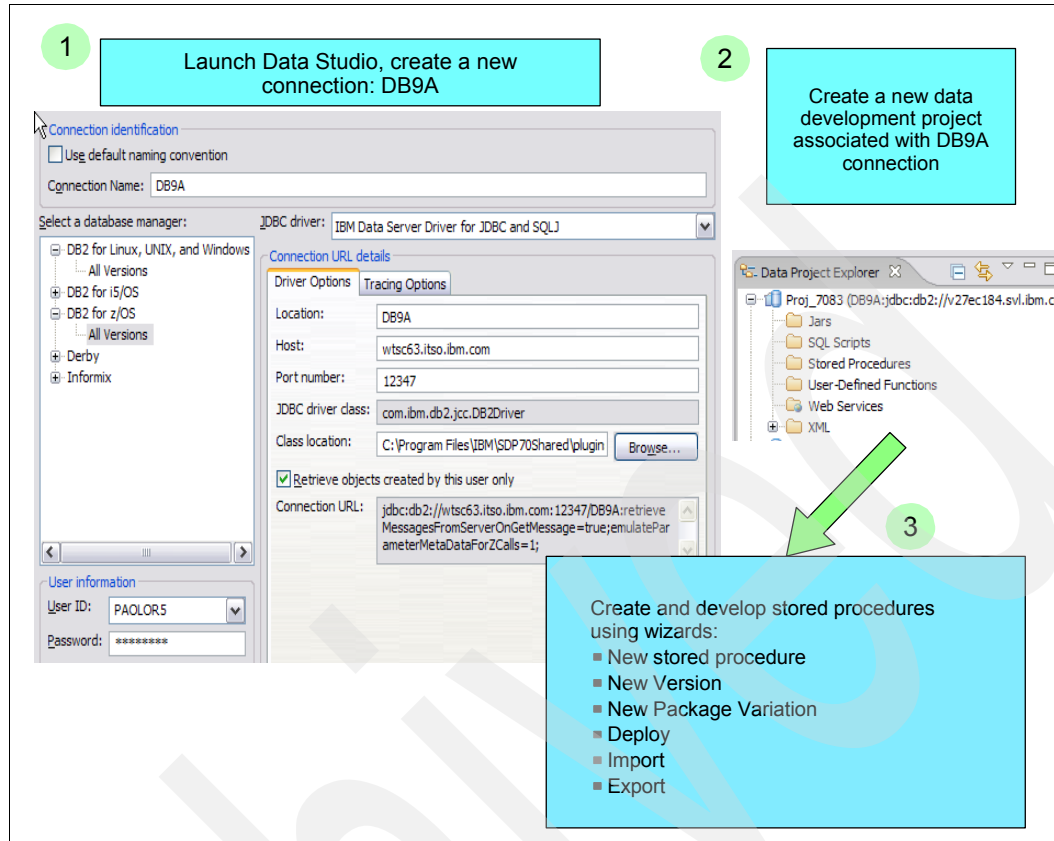 1
Launch Data Studio, create a new
connection: DB9A
2
Create a new data
development project
associated with DB9A
connection
Connection identification
Use default naming convention
Connection Name: DB9A
Select a database manager:
DB2 for Linux, UNIX, and Windows
All Versions
DB2 for i5/OS
DB2 for z/OS
All Versions
Derby
Informix
JDBC driver: IBM Data Server Driver for JDBC and SQLJ
Connection URL details
Driver Options Tracing Options
Location: DB9A
Host: wtsc63.itso.ibm.com
Port number: 12347
JDBC driver class: com.ibm.db2.jcc.DB2Driver
Class location: C:\Program Files\IBM\SDP70Shared\plugin Browse...
Retrieve objects created by this user only
Connection URL: jdbc:db2://wtsc63.itso.ibm.com:12347/DB9A:retrieve
MessagesFromServerOnGetMessage=true;emulatePar
ameterMetaDataForZCalls=1;
User information
User ID: PAOLOR5
Password: ********
Data Project Explorer
Proj_7083 (DB9A:jdbc:db2://v27ec184.svl.ibm.c
Jars
SQL Scripts
Stored Procedures
User-Defined Functions
Web Services
XML
3
Create and develop stored procedures
using wizards:
New stored procedure
New Version
New Package Variation
Deploy
Import
Export